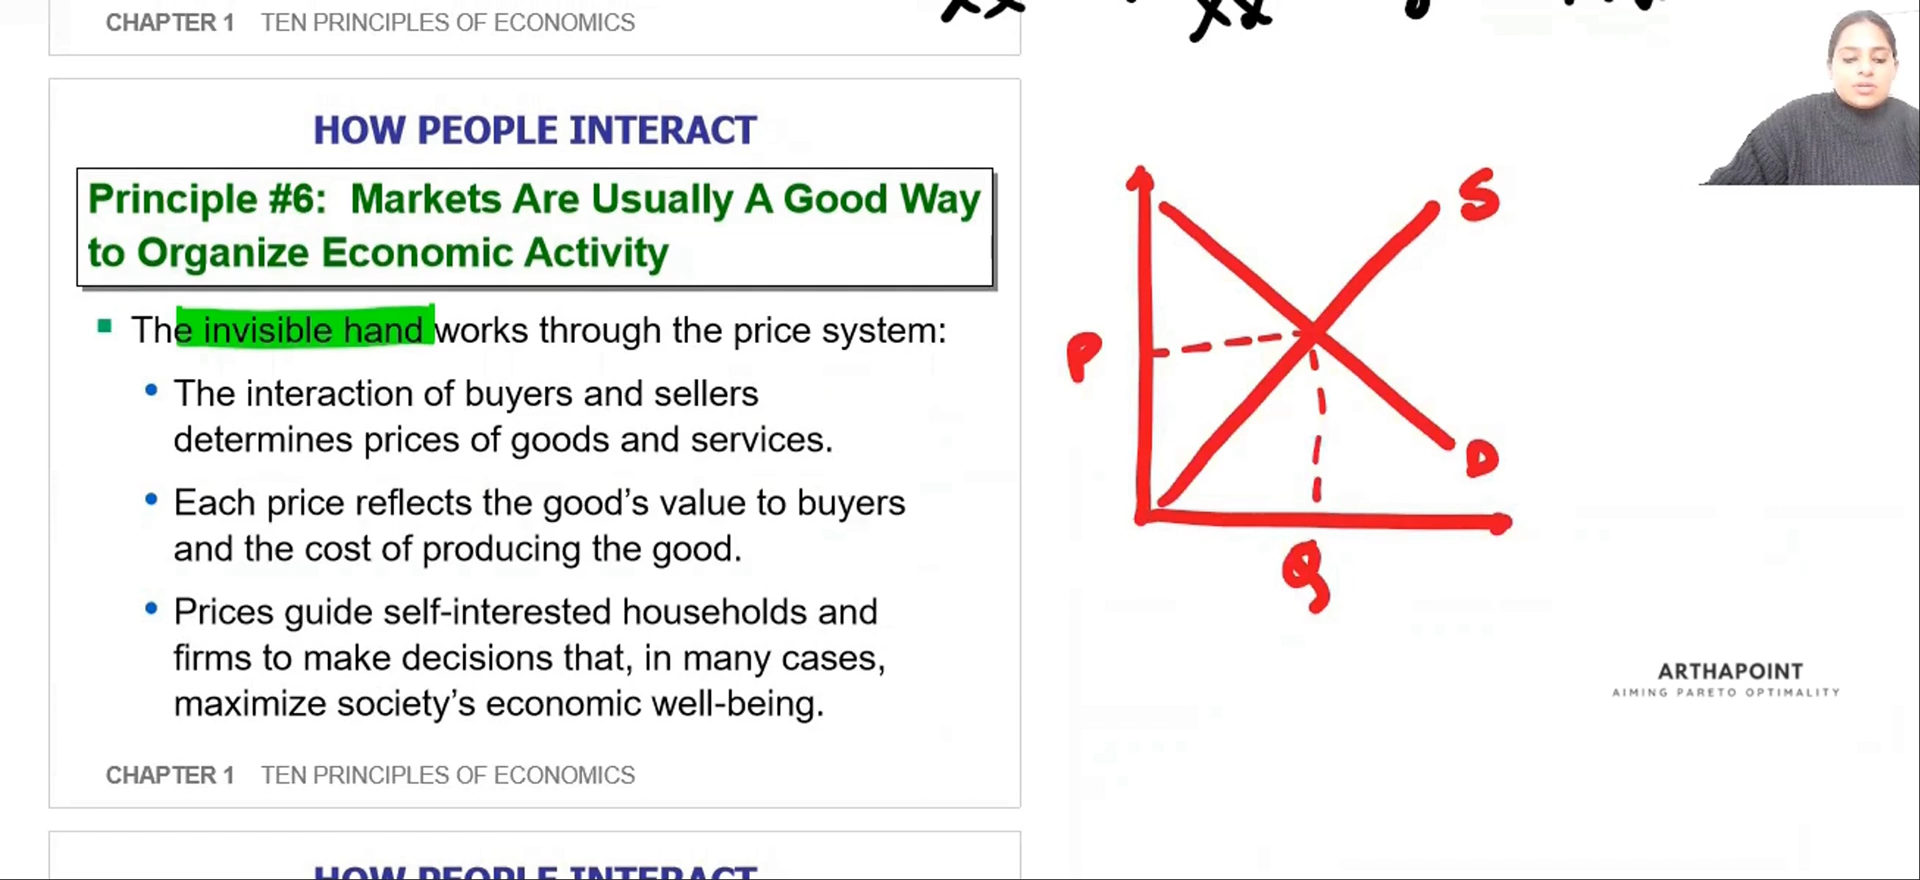 CHAPTER 1 TEN PRINCIPLES OF ECONOMICS
HOW PEOPLE INTERACT
Principle #6: Markets Are Usually A Good Way
to Organize Economic Activity
The invisible hand works through the price system:
The interaction of buyers and sellers
determines prices of goods and services.
Each price reflects the good’s value to buyers
and the cost of producing the good.
Prices guide self-interested households and
firms to make decisions that, in many cases,
maximize society’s economic well-being.
CHAPTER 1 TEN PRINCIPLES OF ECONOMICS
HOW PEOPLE INTERACT
S
P
D
Q
ARTHAPOINT
AIMING PARETO OPTIMALITY